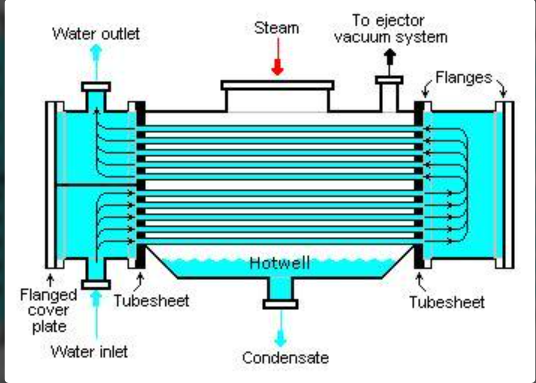 Water outlet
Steam
To ejector
vacuum system
Flanges
Hotwell
Flanged
cover
plate
Tubesheet
Tubesheet
Water inlet
Condensate